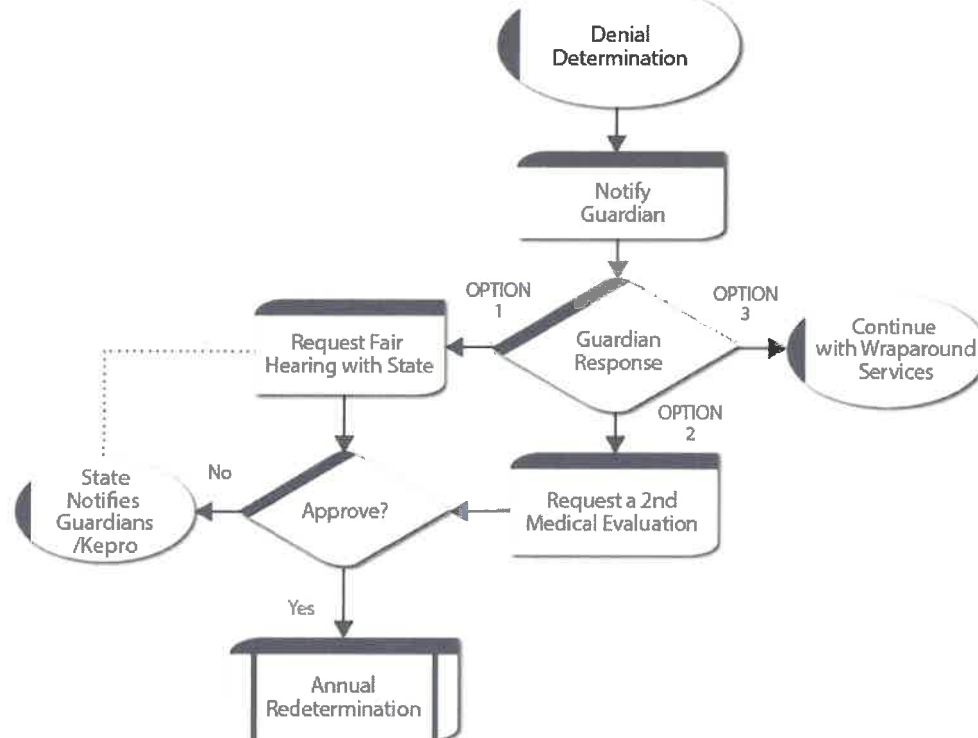 Denial
Determination
Notify
Guardian
OPTION
1
OPTION
3
Guardian
Response
Request Fair
Hearing with State
Continue
with Wraparound
Services
OPTION
2
State
Notifies
Guardians
/Kepro
No
Approve?
Request a 2nd
Medical Evaluation
Yes
Annual
Redetermination